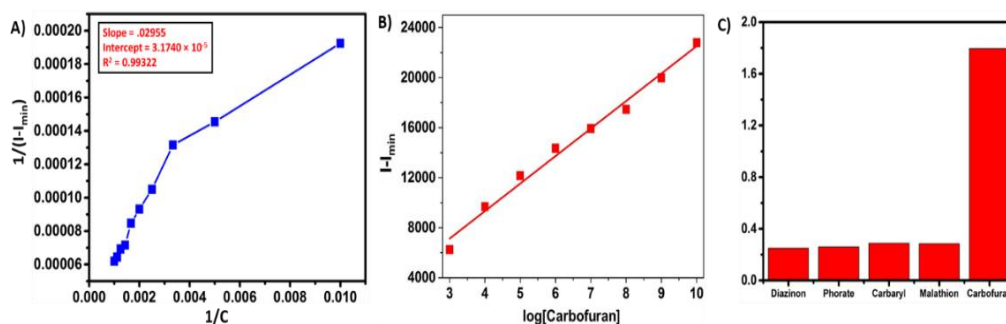 A)
Slope = .02955
Intercept = 3.1740 × 10-5
R2 = 0.99322
1/(I-Imin)
0.00020
0.00018
0.00016
0.00014
0.00012
0.00010
0.00008
0.00006
0.000 0.002 0.004 0.006 0.008 0.010
1/C
B)
I-Imin
24000
20000
16000
12000
8000
4000
3 4 5 6 7 8 9 10
log[Carbofuran]
C)
2.0
1.6
1.2
0.8
0.4
0.0
Diazinon Phorate Carbaryl Malathion Carbofura